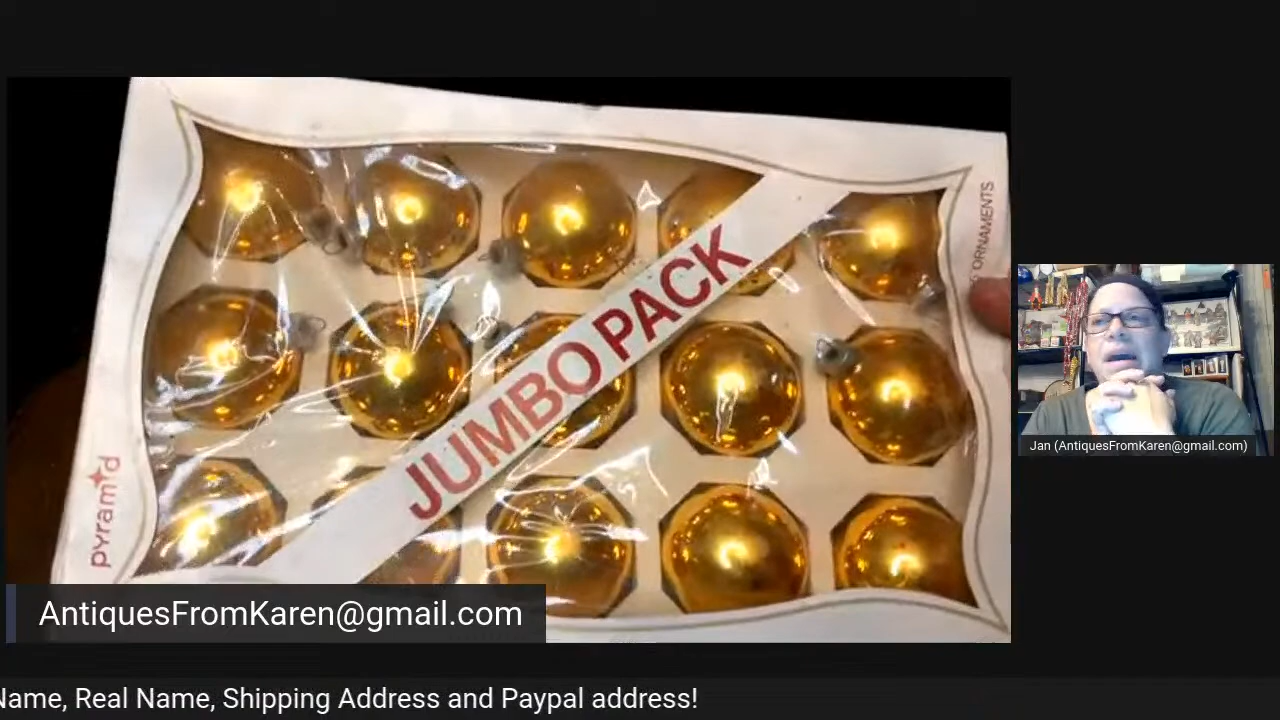 ORNAMENTS
JUMBO PACK
pyramid
AntiquesFromKaren@gmail.com
Jan (AntiquesFromKaren@gmail.com)
Name, Real Name, Shipping Address and Paypal address!